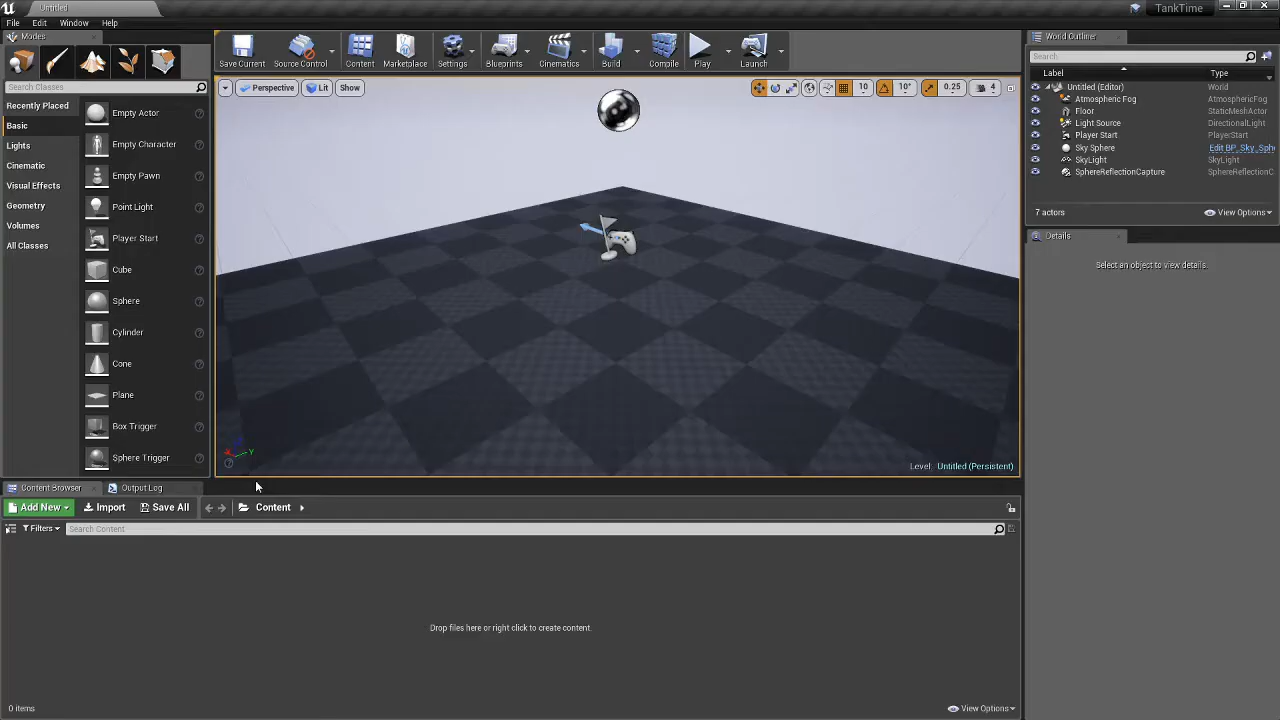 Untitled
TankTime
File Edit Window Help
Modes
World Outliner
Save Current
Source Control
Content
Marketplace
Settings
Blueprints
Cinematics
Build
Compile
Play
Launch
Search Classes
Search
Label Type
Perspective Lit Show
10 10° 0.25 4
Recently Placed
Basic
Lights
Cinematic
Visual Effects
Geometry
Volumes
All Classes
Empty Actor
Empty Character
Empty Pawn
Point Light
Player Start
Cube
Sphere
Cylinder
Cone
Plane
Box Trigger
Sphere Trigger
Untitled (Editor) World
Atmospheric Fog AtmosphericFog
Floor StaticMeshActor
Light Source DirectionalLight
Player Start PlayerStart
Sky Sphere Edit BP_Sky_Sph
SkyLight SkyLight
SphereReflectionCapture SphereReflectionC
7 actors View Options
Details
Select an object to view details.
Y
Level: Untitled (Persistent)
Content Browser Output Log
Add New Import Save All Content
Filters Search Content
Drop files here or right click to create content.
0 items View Options